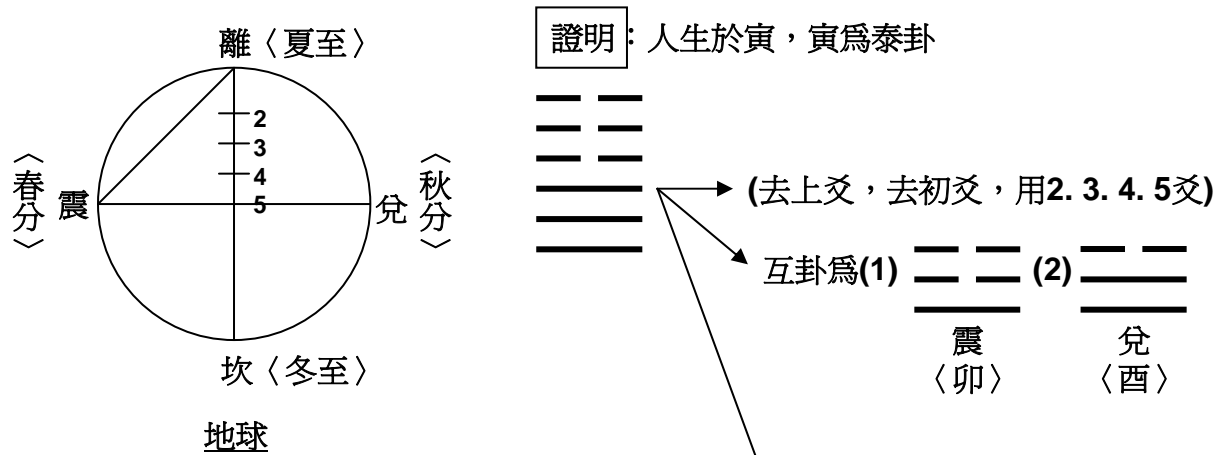 離〈夏至〉
2
3
4
5
〈春分〉
震
兌
〈秋分〉
坎〈冬至〉
地球
證明：人生於寅，寅爲泰卦
(去上爻，去初爻，用2. 3. 4. 5爻)
互卦爲(1) (2)
震 兌
〈卯〉 〈酉〉